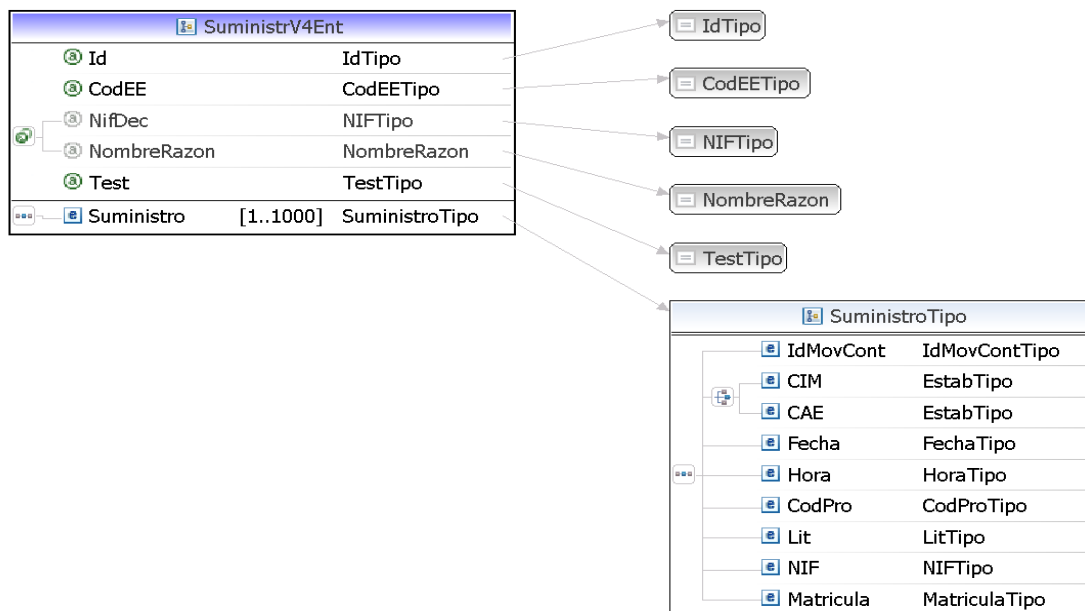 SuministrV4Ent
Id IdTipo
CodEE CodEETipo
NifDec NIFTipo
NombreRazon NombreRazon
Test TestTipo
Suministro [1..1000] SuministroTipo
IdTipo
CodEETipo
NIFTipo
NombreRazon
TestTipo
SuministroTipo
IdMovCont IdMovContTipo
CIM EstabTipo
CAE EstabTipo
Fecha FechaTipo
Hora HoraTipo
CodPro CodProTipo
Lit LitTipo
NIF NIFTipo
Matricula MatriculaTipo